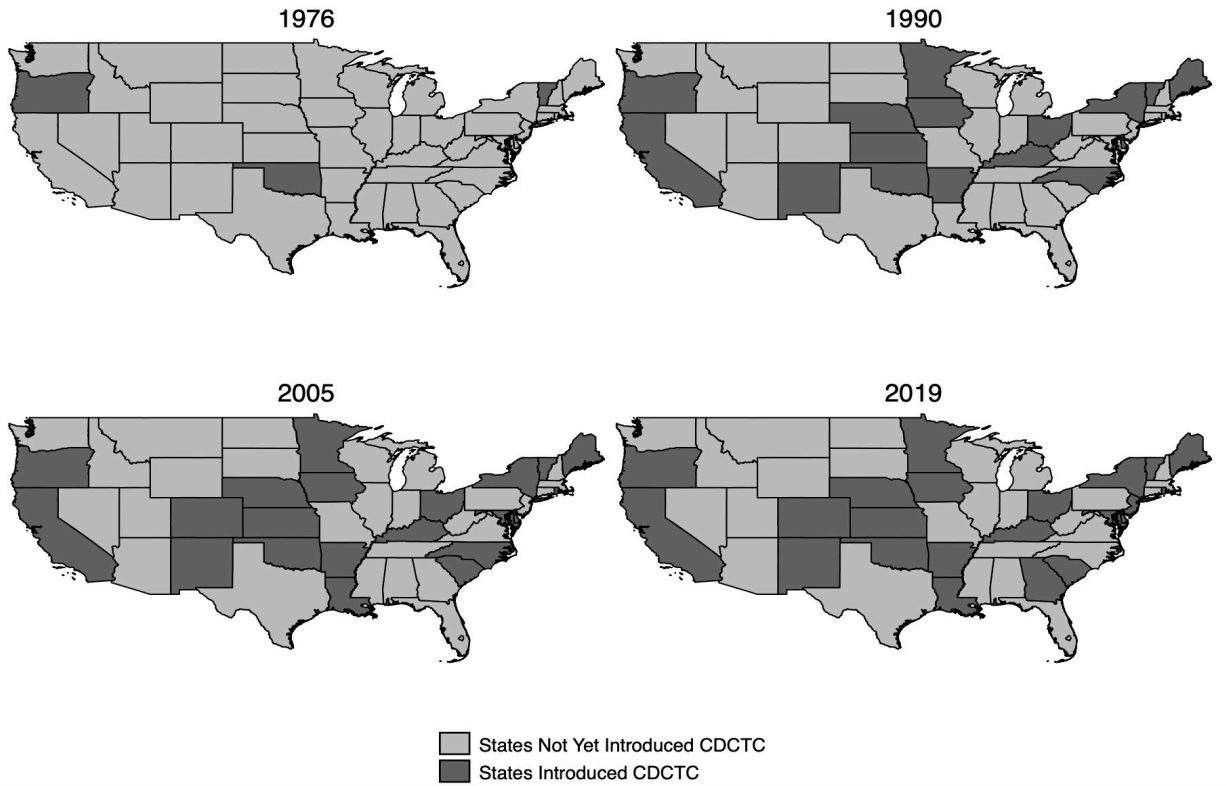 1976
1990
2005
2019
States Not Yet Introduced CDCTC
States Introduced CDCTC